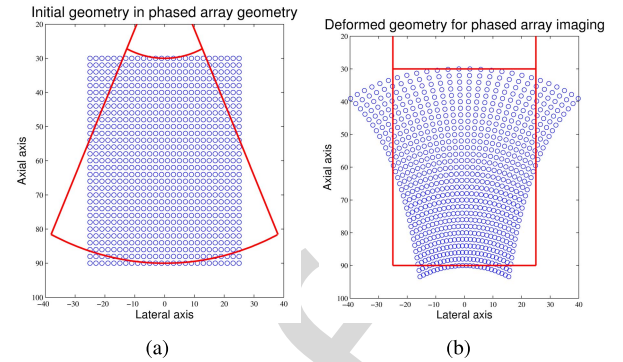 Initial geometry in phased array geometry
20
30
40
50
60
70
80
90
100
Axial axis
−40 −30 −20 −10 0 10 20 30 40
Lateral axis
(a)
Deformed geometry for phased array imaging
20
30
40
50
60
70
80
90
100
Axial axis
−40 −30 −20 −10 0 10 20 30 40
Lateral axis
(b)